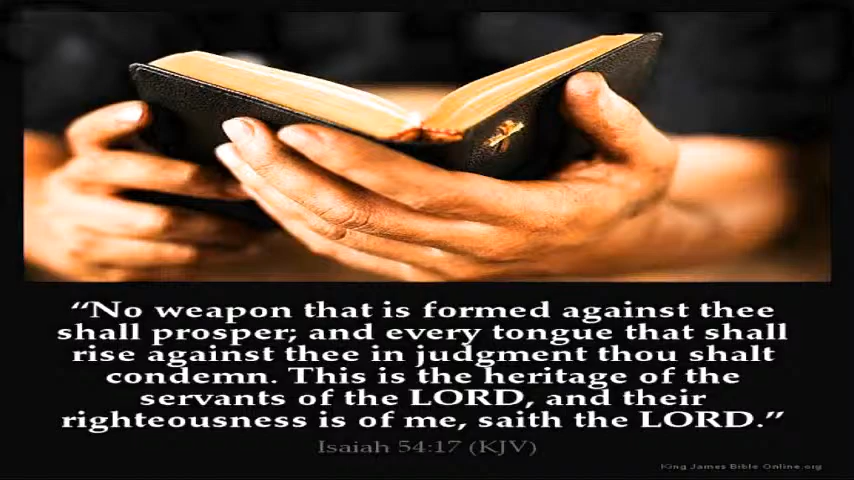 “No weapon that is formed against thee
shall prosper; and every tongue that shall
rise against thee in judgment thou shalt
condemn. This is the heritage of the
servants of the LORD, and their
righteousness is of me, saith the LORD.”
Isaiah 54:17 (KJV)
King James Bible Online.org